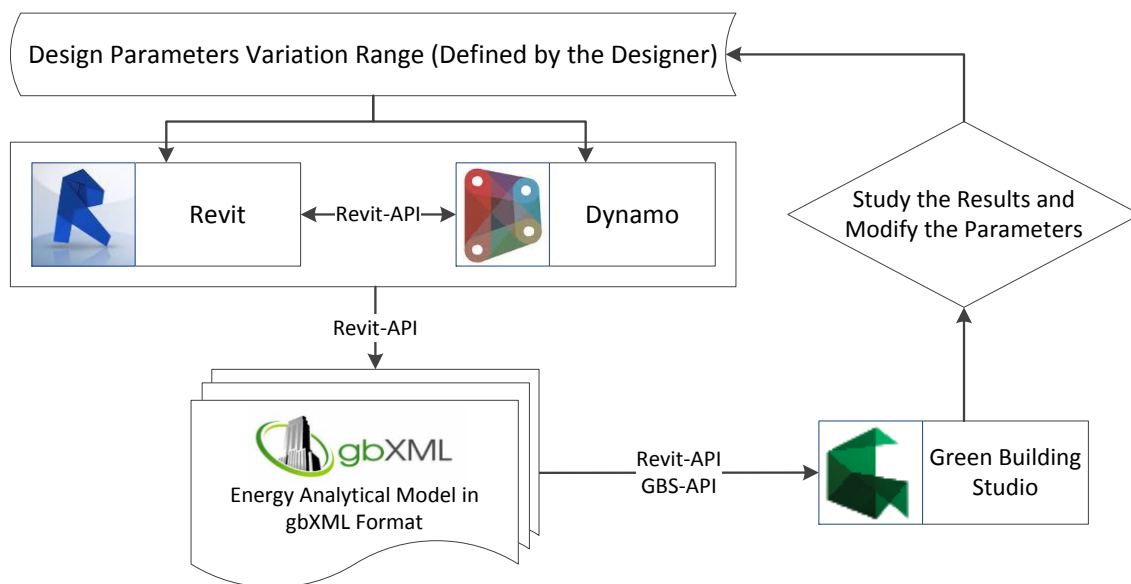 Design Parameters Variation Range (Defined by the Designer)
Revit
Revit-API
Dynamo
Study the Results and
Modify the Parameters
Revit-API
gbXML
Energy Analytical Model in
gbXML Format
Revit-API
GBS-API
Green Building
Studio